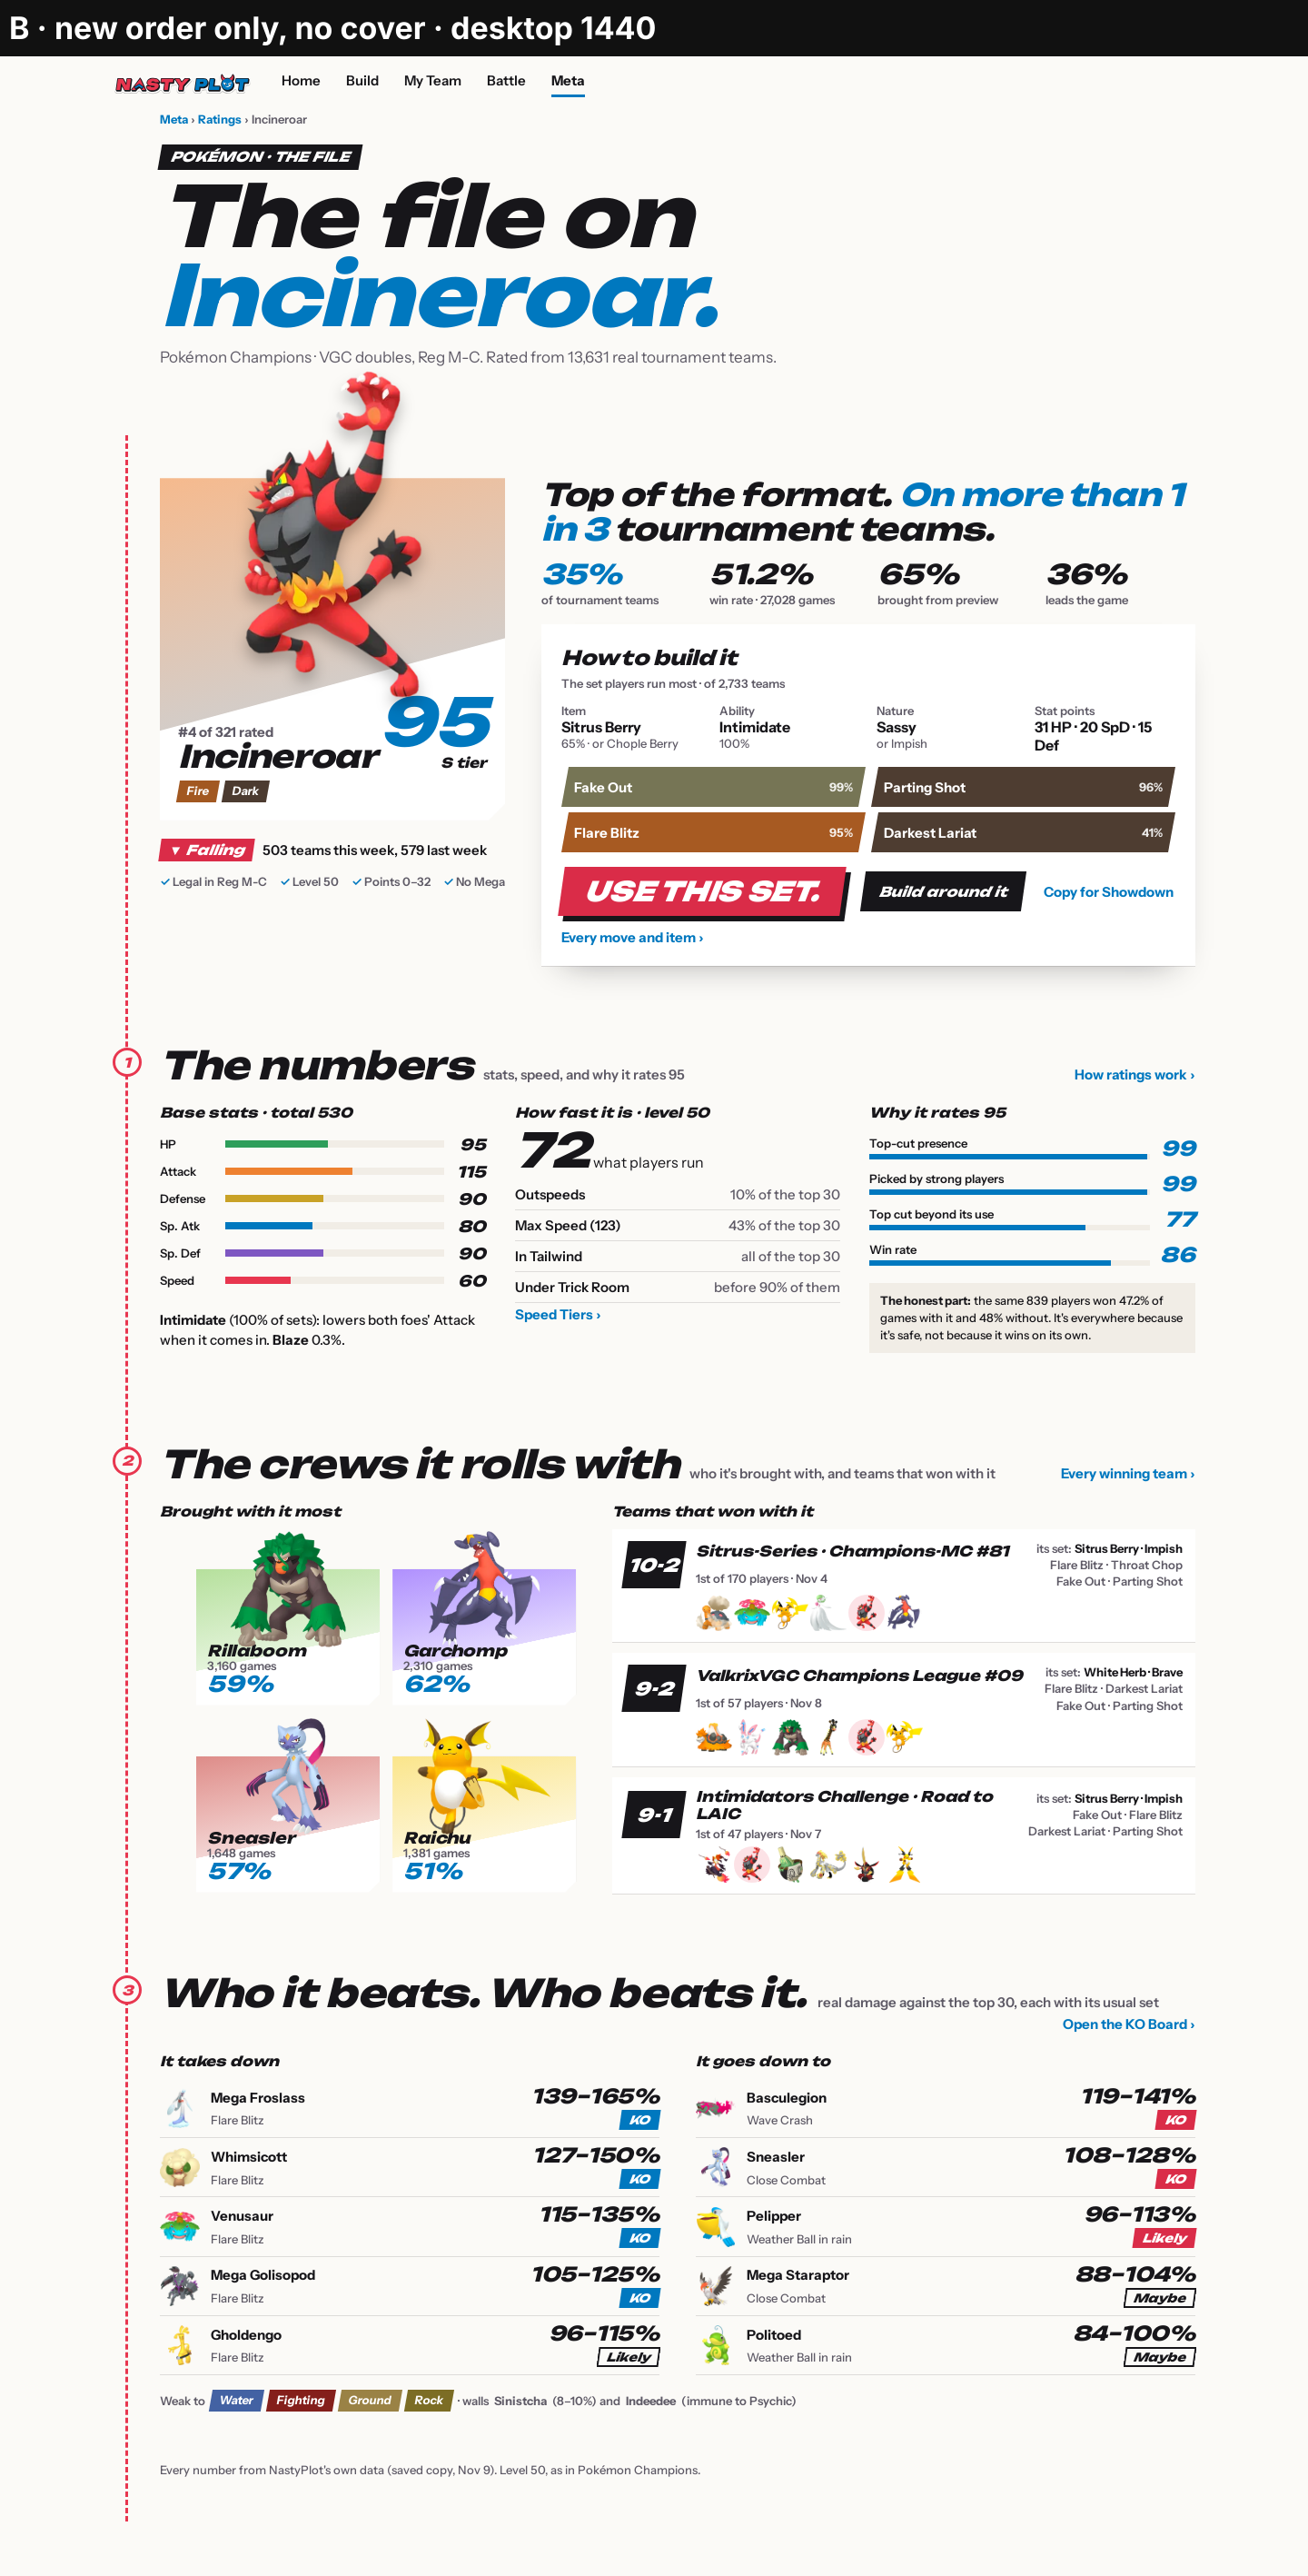 B · new order only, no cover · desktop 1440
NASTY PLOT Home Build My Team Battle Meta
Meta › Ratings › Incineroar
POKÉMON · THE FILE
The file on
Incineroar.
Pokémon Champions · VGC doubles, Reg M-C. Rated from 13,631 real tournament teams.
#4 of 321 rated
Incineroar
95
S tier
Fire Dark
▼ Falling 503 teams this week, 579 last week
✓ Legal in Reg M-C ✓ Level 50 ✓ Points 0–32 ✓ No Mega
Top of the format. On more than 1
in 3 tournament teams.
35% 51.2% 65% 36%
of tournament teams win rate · 27,028 games brought from preview leads the game
How to build it
The set players run most · of 2,733 teams
Item Ability Nature Stat points
Sitrus Berry Intimidate Sassy 31 HP · 20 SpD · 15
Def
65% · or Chople Berry 100% or Impish
Fake Out 99% Parting Shot 96%
Flare Blitz 95% Darkest Lariat 41%
USE THIS SET. Build around it Copy for Showdown
Every move and item ›
1 The numbers stats, speed, and why it rates 95 How ratings work ›
Base stats · total 530
HP 95
Attack 115
Defense 90
Sp. Atk 80
Sp. Def 90
Speed 60
Intimidate (100% of sets): lowers both foes' Attack
when it comes in. Blaze 0.3%.
How fast it is · level 50
72 what players run
Outspeeds 10% of the top 30
Max Speed (123) 43% of the top 30
In Tailwind all of the top 30
Under Trick Room before 90% of them
Speed Tiers ›
Why it rates 95
Top-cut presence 99
Picked by strong players 99
Top cut beyond its use 77
Win rate 86
The honest part: the same 839 players won 47.2% of
games with it and 48% without. It's everywhere because
it's safe, not because it wins on its own.
2 The crews it rolls with who it's brought with, and teams that won with it Every winning team ›
Brought with it most
Rillaboom
3,160 games
59%
Garchomp
2,310 games
62%
Sneasler
1,648 games
57%
Raichu
1,381 games
51%
Teams that won with it
10-2 Sitrus-Series · Champions-MC #81
1st of 170 players · Nov 4
its set: Sitrus Berry · Impish
Flare Blitz · Throat Chop
Fake Out · Parting Shot
9-2 ValkrixVGC Champions League #09
1st of 57 players · Nov 8
its set: White Herb · Brave
Flare Blitz · Darkest Lariat
Fake Out · Parting Shot
9-1 Intimidators Challenge · Road to
LAIC
1st of 47 players · Nov 7
its set: Sitrus Berry · Impish
Fake Out · Flare Blitz
Darkest Lariat · Parting Shot
3 Who it beats. Who beats it. real damage against the top 30, each with its usual set
Open the KO Board ›
It takes down
Mega Froslass 139–165%
Flare Blitz KO
Whimsicott 127–150%
Flare Blitz KO
Venusaur 115–135%
Flare Blitz KO
Mega Golisopod 105–125%
Flare Blitz KO
Gholdengo 96–115%
Flare Blitz Likely
It goes down to
Basculegion 119–141%
Wave Crash KO
Sneasler 108–128%
Close Combat KO
Pelipper 96–113%
Weather Ball in rain Likely
Mega Staraptor 88–104%
Close Combat Maybe
Politoed 84–100%
Weather Ball in rain Maybe
Weak to Water Fighting Ground Rock · walls Sinistcha (8–10%) and Indeedee (immune to Psychic)
Every number from NastyPlot's own data (saved copy, Nov 9). Level 50, as in Pokémon Champions.